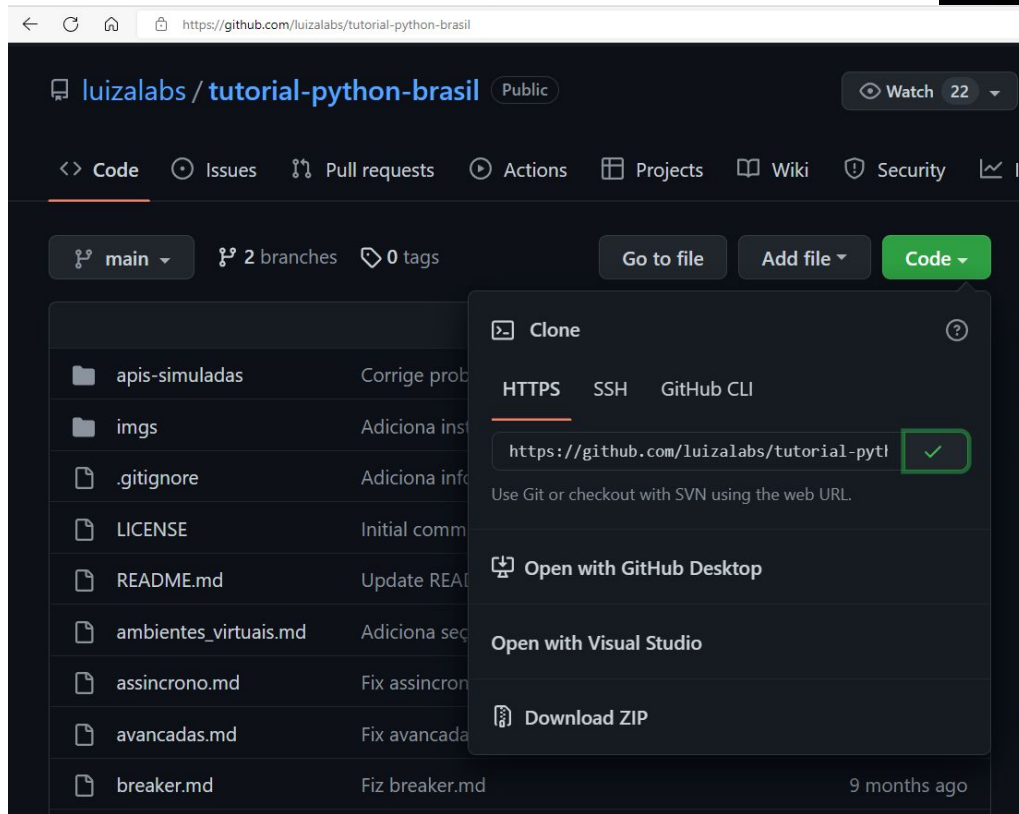 https://github.com/luizalabs/tutorial-python-brasil
luizalabs / tutorial-python-brasil Public
Watch 22
Code Issues Pull requests Actions Projects Wiki Security
main 2 branches 0 tags Go to file Add file Code
Clone
HTTPS SSH GitHub CLI
https://github.com/luizalabs/tutorial-pyth
Use Git or checkout with SVN using the web URL.
Open with GitHub Desktop
Open with Visual Studio
Download ZIP
apis-simuladas Corrige prob
imgs Adiciona inst
.gitignore Adiciona info
LICENSE Initial comm
README.md Update READ
ambientes_virtuais.md Adiciona seç
assincrono.md Fix assincron
avancadas.md Fix avancada
breaker.md Fiz breaker.md 9 months ago